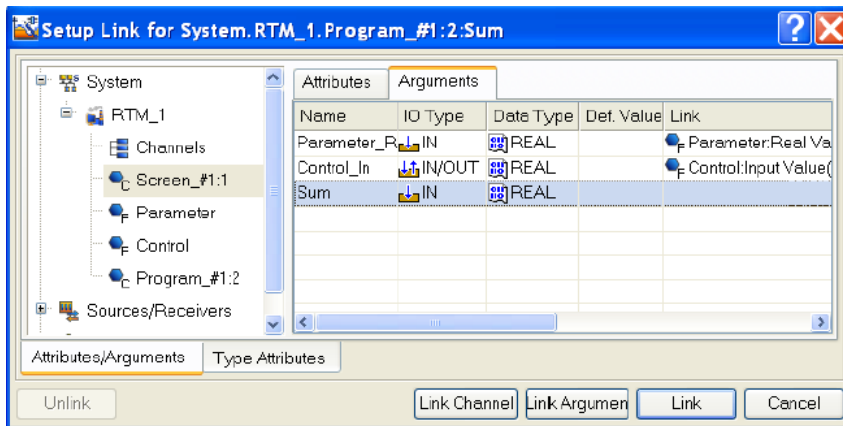 Setup Link for System.RTM_1.Program_#1:2:Sum
System
RTM_1
Channels
Screen_#1:1
Parameter
Control
Program_#1:2
Sources/Receivers
Attributes Arguments
Name IO Type Data Type Def. Value Link
Parameter_R IN REAL Parameter:Real Va
Control_In IN/OUT REAL Control:Input Value(
Sum IN REAL
Attributes/Arguments Type Attributes
Unlink Link Channel Link Argumen Link Cancel